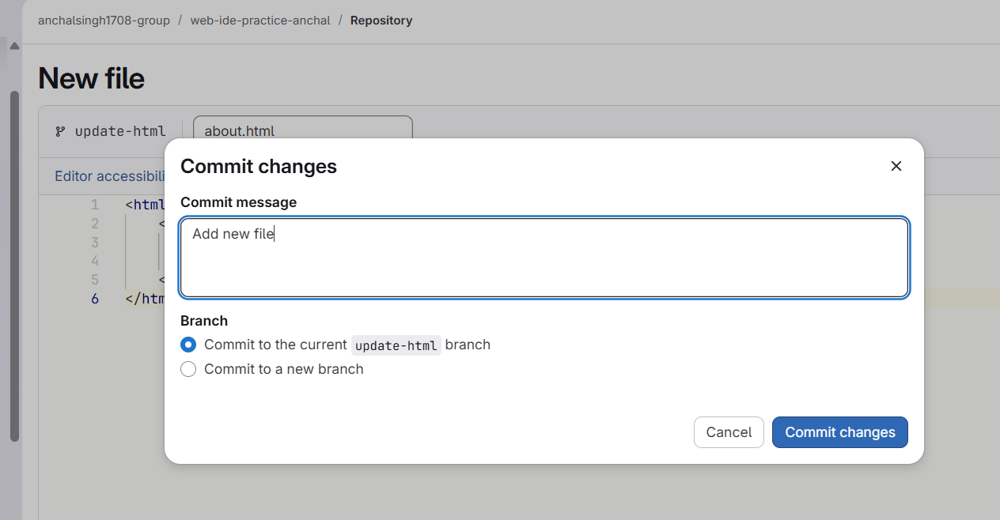 anchalsingh1708-group / web-ide-practice-anchal / Repository
New file
update-html
about.html
Editor accessibili
1 <html
2 <
3
4
5 <
6 </htm
Commit changes
Commit message
Add new file
Branch
Commit to the current update-html branch
Commit to a new branch
Cancel Commit changes